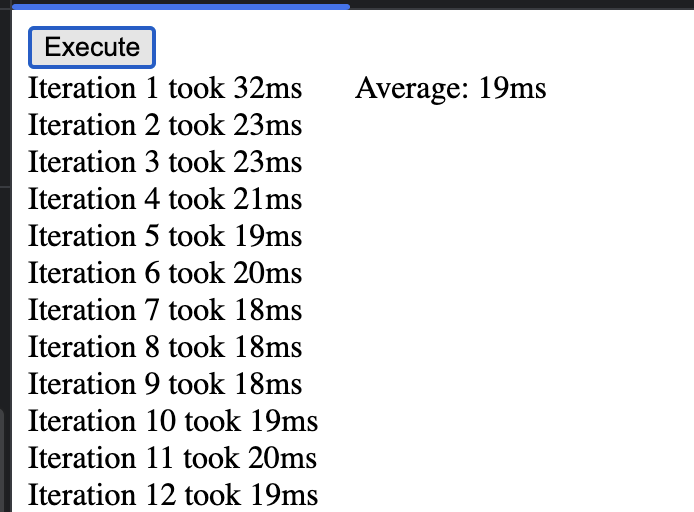 Execute
Iteration 1 took 32ms Average: 19ms
Iteration 2 took 23ms
Iteration 3 took 23ms
Iteration 4 took 21ms
Iteration 5 took 19ms
Iteration 6 took 20ms
Iteration 7 took 18ms
Iteration 8 took 18ms
Iteration 9 took 18ms
Iteration 10 took 19ms
Iteration 11 took 20ms
Iteration 12 took 19ms